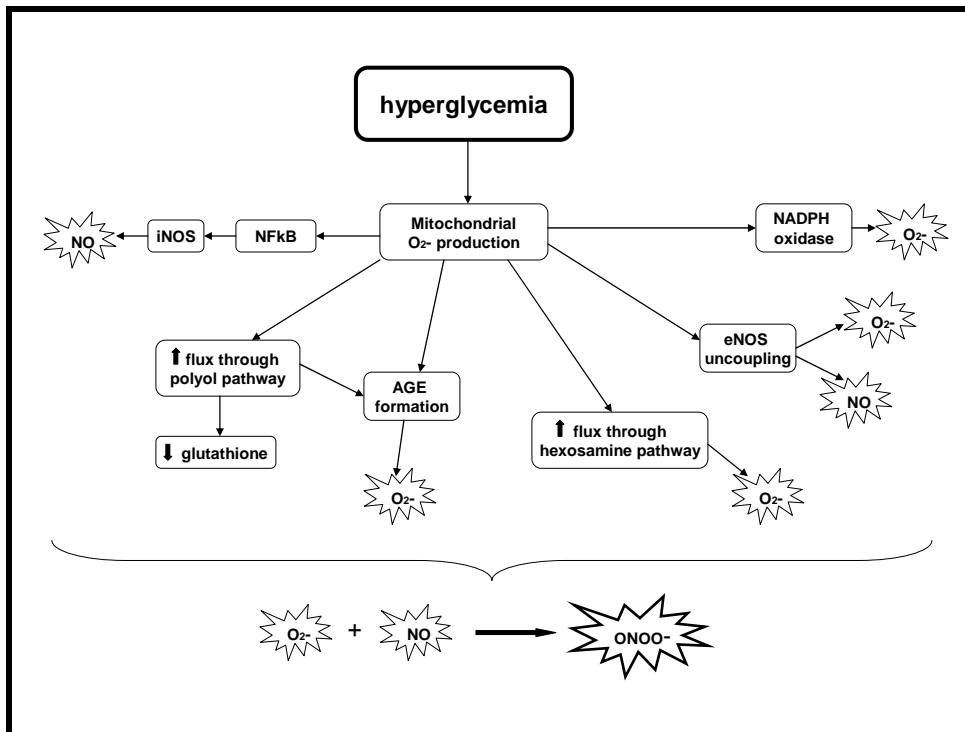 hyperglycemia
Mitochondrial
O2- production
NFkB
iNOS
NO
NADPH
oxidase
O2-
eNOS
uncoupling
O2-
NO
⬆ flux through
polyol pathway
AGE
formation
⬆ flux through
hexosamine pathway
⬇ glutathione
O2-
O2-
O2- + NO ONOO-